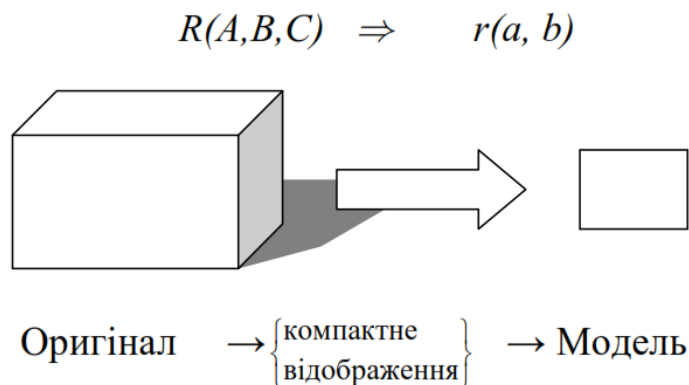 R(A,B,C) ⇒ r(a, b)
Оригінал → {компактне відображення} → Модель